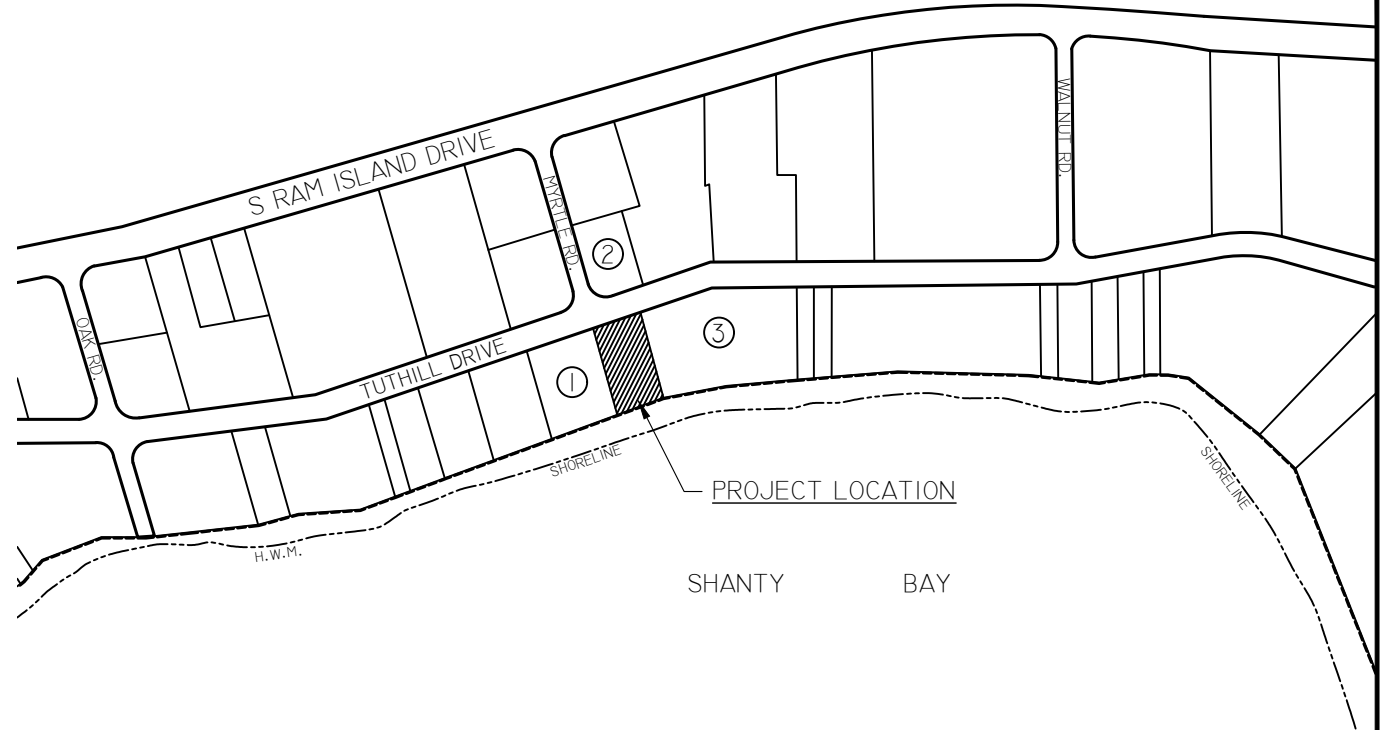 S RAM ISLAND DRIVE
WALNUT RD.
MYRTLE RD.
2
OAK RD.
TUTHILL DRIVE
1
3
SHORELINE
SHORELINE
PROJECT LOCATION
H.W.M.
SHANTY BAY